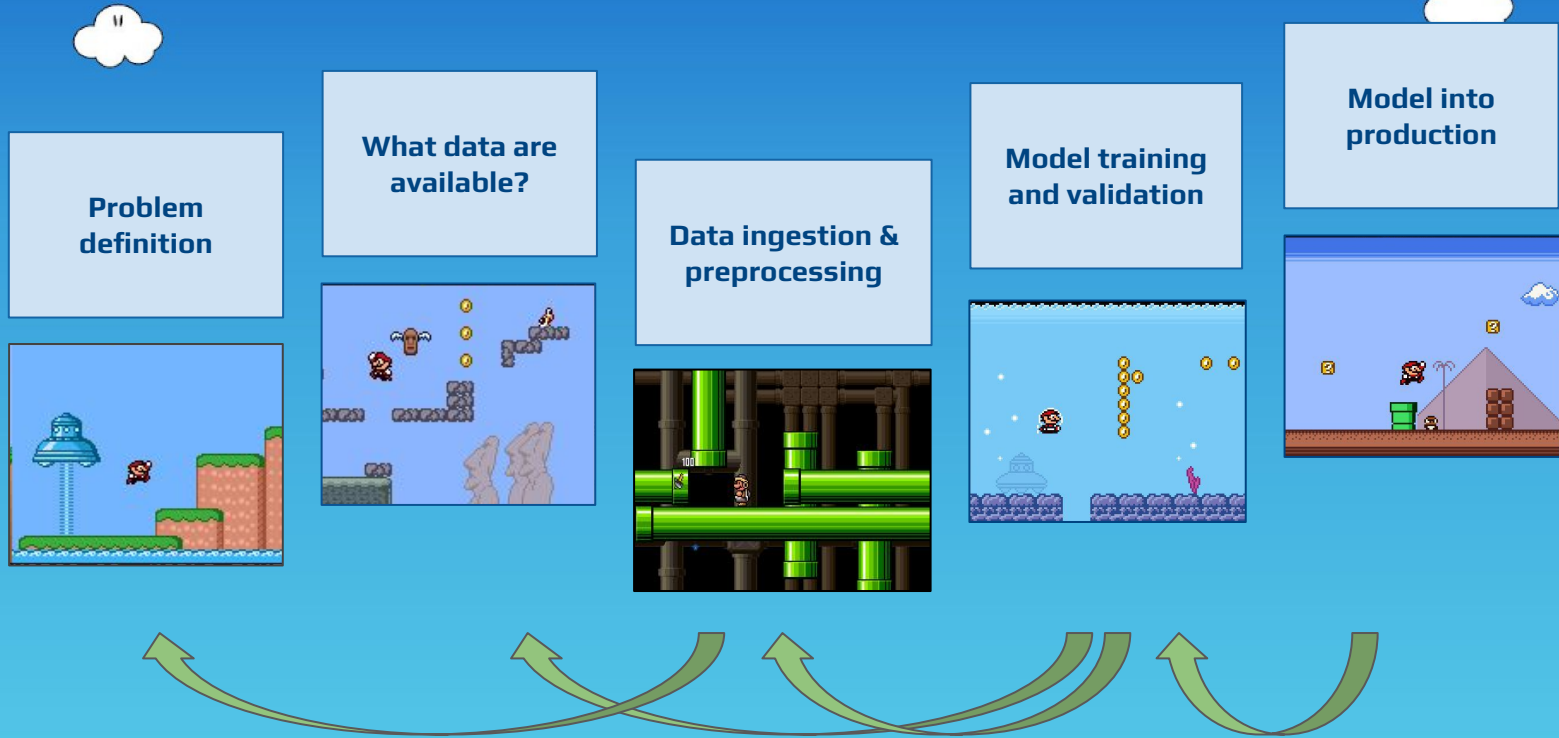 Problem
definition
What data are
available?
Data ingestion &
preprocessing
100
Model training
and validation
Model into
production
?
?